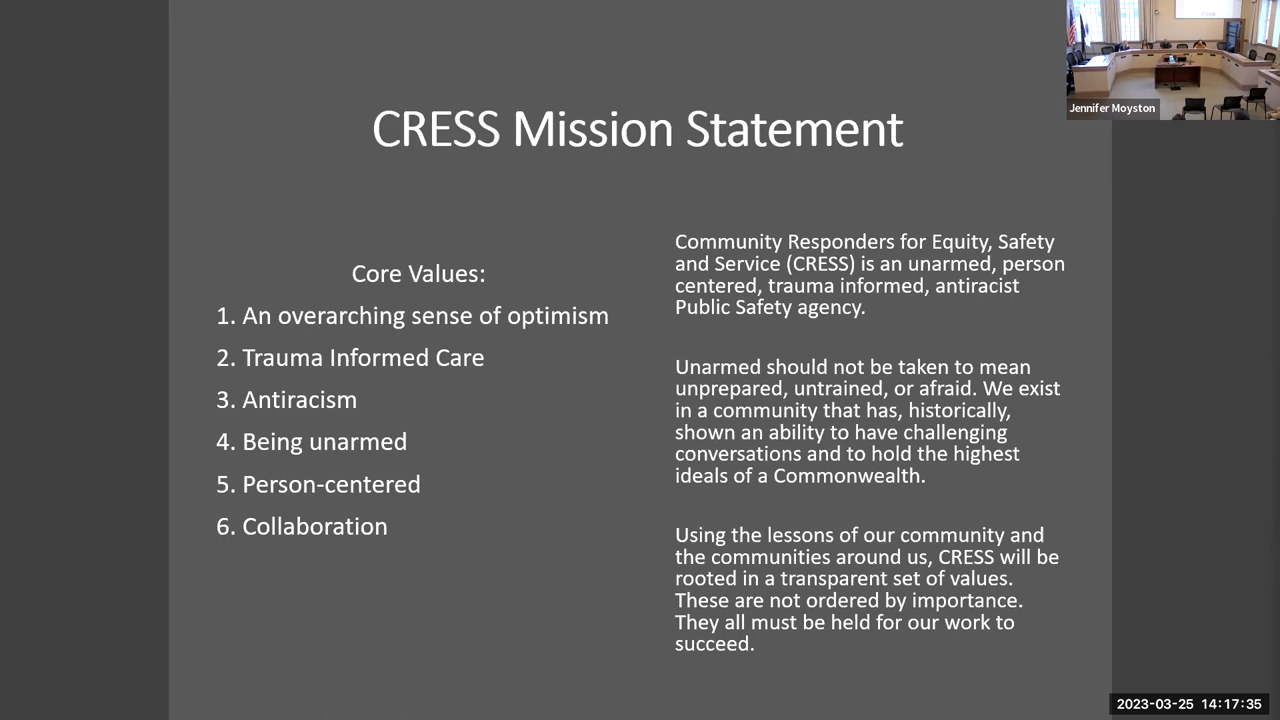 Jennifer Moyston
CRESS Mission Statement
Core Values:
1. An overarching sense of optimism
2. Trauma Informed Care
3. Antiracism
4. Being unarmed
5. Person-centered
6. Collaboration
Community Responders for Equity, Safety
and Service (CRESS) is an unarmed, person
centered, trauma informed, antiracist
Public Safety agency.
Unarmed should not be taken to mean
unprepared, untrained, or afraid. We exist
in a community that has, historically,
shown an ability to have challenging
conversations and to hold the highest
ideals of a Commonwealth.
Using the lessons of our community and
the communities around us, CRESS will be
rooted in a transparent set of values.
These are not ordered by importance.
They all must be held for our work to
succeed.
2023-03-25 14:17:35